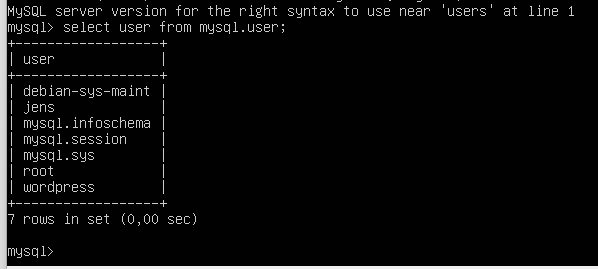 MySQL server version for the right syntax to use near 'users' at line 1
mysql> select user from mysql.user;
+------------------+
| user             |
+------------------+
| debian-sys-maint |
| jens             |
| mysql.infoschema |
| mysql.session    |
| mysql.sys        |
| root             |
| wordpress        |
+------------------+
7 rows in set (0,00 sec)
mysql>